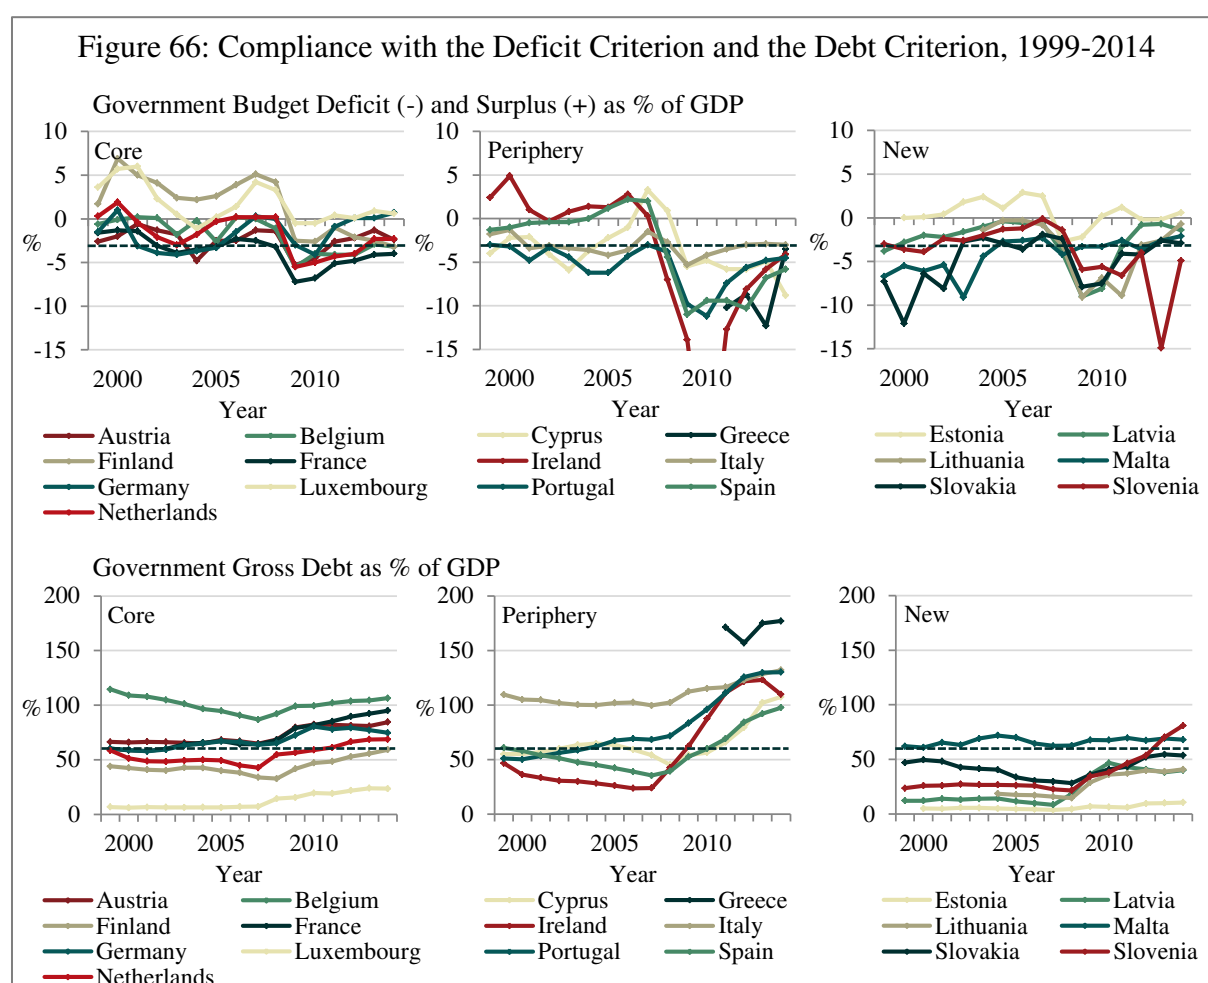 Figure 66: Compliance with the Deficit Criterion and the Debt Criterion, 1999-2014
Government Budget Deficit (-) and Surplus (+) as % of GDP
Core
10
5
0
-5
-10
-15
%
2000 2005 2010
Year
Austria Belgium
Finland France
Germany Luxembourg
Netherlands
Periphery
10
5
0
-5
-10
-15
%
2000 2005 2010
Year
Cyprus Greece
Ireland Italy
Portugal Spain
New
10
5
0
-5
-10
-15
%
2000 2005 2010
Year
Estonia Latvia
Lithuania Malta
Slovakia Slovenia
Government Gross Debt as % of GDP
Core
200
150
100
50
0
%
2000 2005 2010
Year
Austria Belgium
Finland France
Germany Luxembourg
Netherlands
Periphery
200
150
100
50
0
%
2000 2005 2010
Year
Cyprus Greece
Ireland Italy
Portugal Spain
New
200
150
100
50
0
%
2000 2005 2010
Year
Estonia Latvia
Lithuania Malta
Slovakia Slovenia